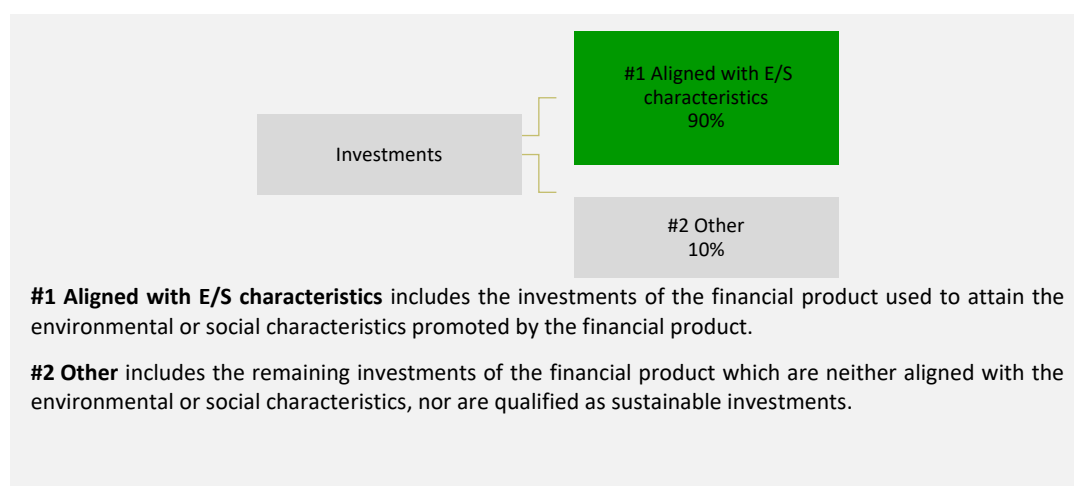 #1 Aligned with E/S
characteristics
90%
Investments
#2 Other
10%
#1 Aligned with E/S characteristics includes the investments of the financial product used to attain the
environmental or social characteristics promoted by the financial product.
#2 Other includes the remaining investments of the financial product which are neither aligned with the
environmental or social characteristics, nor are qualified as sustainable investments.